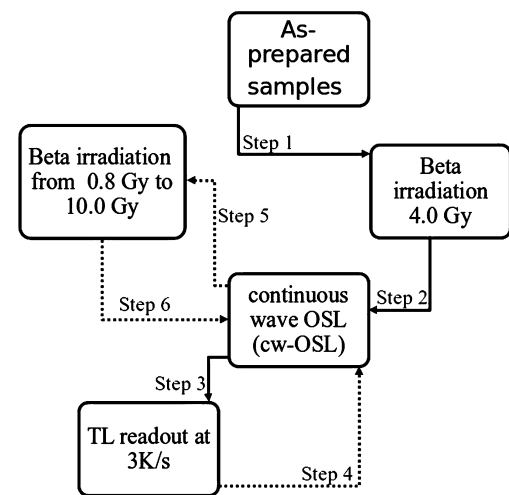 As-
prepared
samples
Step 1
Beta irradiation
from 0.8 Gy to
10.0 Gy
Beta
irradiation
4.0 Gy
Step 5
Step 6
continuous
wave OSL
(cw-OSL)
Step 2
Step 3
TL readout at
3K/s
Step 4